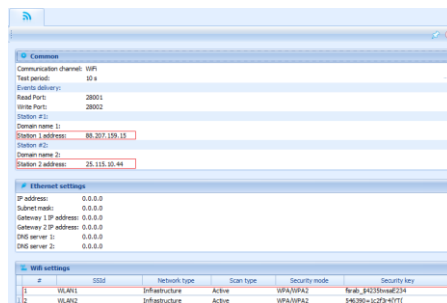 Common
Communication channel: WiFi
Test period: 10 s
Events delivery:
Read Port: 28001
Write Port: 28002
Station #1:
Domain name 1:
Station 1 address: 88.207.159.15
Station #2:
Domain name 2:
Station 2 address: 25.115.10.44
Ethernet settings
IP address: 0.0.0.0
Subnet mask: 0.0.0.0
Gateway 1 IP address: 0.0.0.0
Gateway 2 IP address: 0.0.0.0
DNS server 1: 0.0.0.0
DNS server 2: 0.0.0.0
Wifi settings
# SSId Network type Scan type Security mode Security key
1 WLAN1 Infrastructure Active WPA/WPA2
2 WLAN2 Infrastructure Active WPA/WPA2